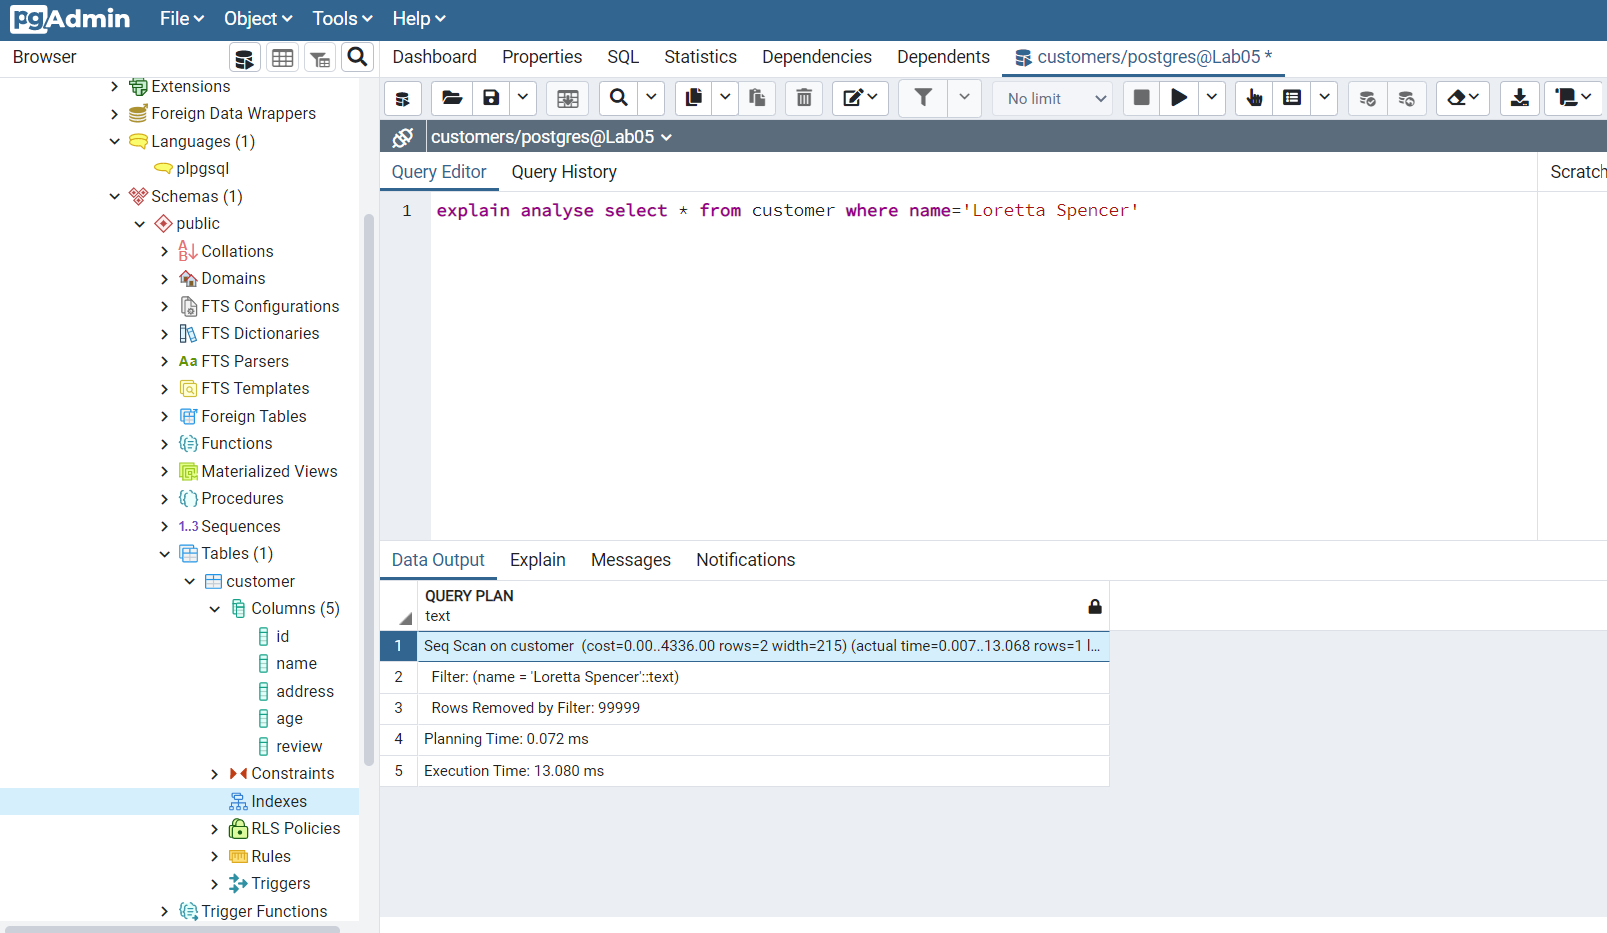 pgAdmin File Object Tools Help
Browser
Dashboard Properties SQL Statistics Dependencies Dependents customers/postgres@Lab05 *
Extensions
Foreign Data Wrappers
Languages (1)
plpgsql
Schemas (1)
public
Collations
Domains
FTS Configurations
FTS Dictionaries
Aa FTS Parsers
FTS Templates
Foreign Tables
Functions
Materialized Views
Procedures
1..3 Sequences
Tables (1)
customer
Columns (5)
id
name
address
age
review
Constraints
Indexes
RLS Policies
Rules
Triggers
Trigger Functions
No limit
customers/postgres@Lab05
Query Editor Query History
Scratch
1 explain analyse select * from customer where name='Loretta Spencer'
Data Output Explain Messages Notifications
QUERY PLAN
text
1 Seq Scan on customer (cost=0.00..4336.00 rows=2 width=215) (actual time=0.007..13.068 rows=1 l...
2 Filter: (name = 'Loretta Spencer'::text)
3 Rows Removed by Filter: 99999
4 Planning Time: 0.072 ms
5 Execution Time: 13.080 ms